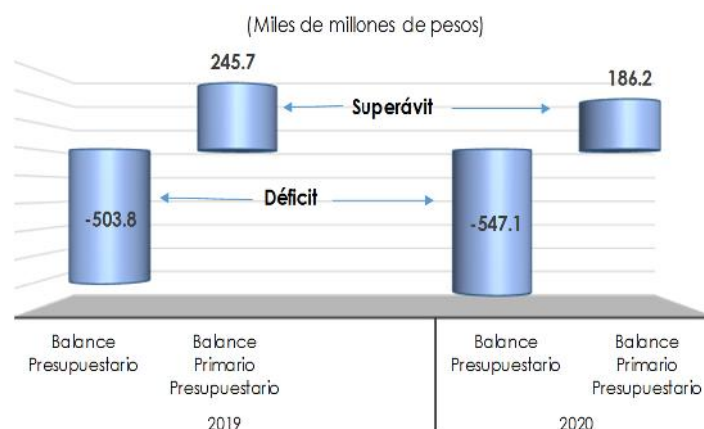 (Miles de millones de pesos)
245.7
186.2
Superávit
Déficit
-503.8
-547.1
Balance
Presupuestario
Balance
Primario
Presupuestario
Balance
Presupuestario
Balance
Primario
Presupuestario
2019
2020